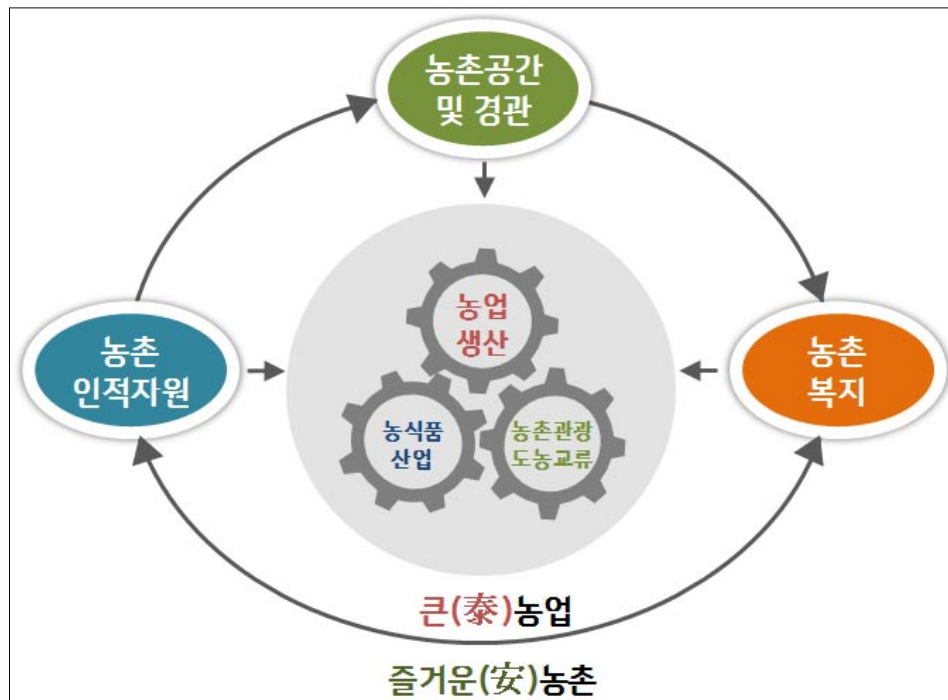 농촌공간
및 경관
농업
생산
농촌
인적자원
농촌
복지
농식품
산업
농촌관광
도농교류
큰(泰)농업
즐거운(安)농촌